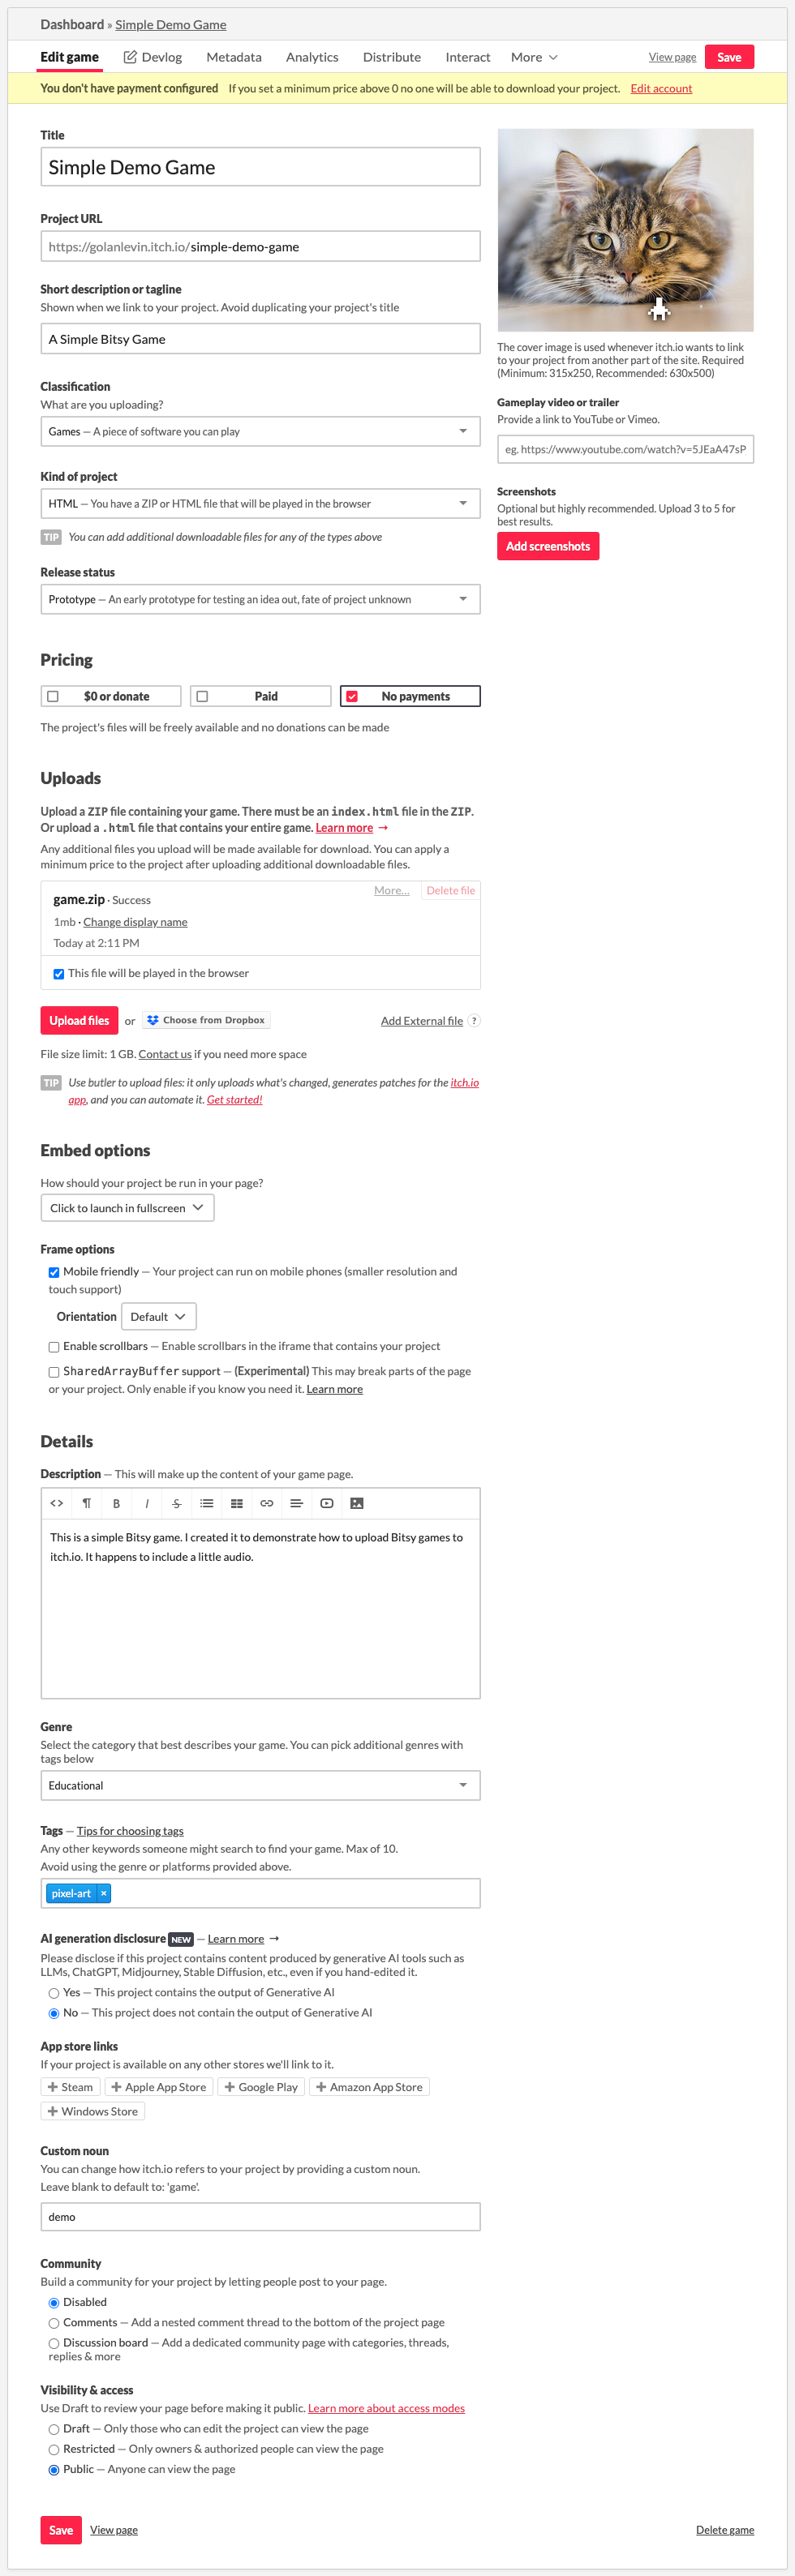 Dashboard » Simple Demo Game
Edit game Devlog Metadata Analytics Distribute Interact More View page Save
You don't have payment configured If you set a minimum price above 0 no one will be able to download your project. Edit account
Title
Simple Demo Game
Project URL
https://golanlevin.itch.io/simple-demo-game
Short description or tagline
Shown when we link to your project. Avoid duplicating your project's title
A Simple Bitsy Game
Classification
What are you uploading?
Games — A piece of software you can play
Kind of project
HTML — You have a ZIP or HTML file that will be played in the browser
TIP You can add additional downloadable files for any of the types above
Release status
Prototype — An early prototype for testing an idea out, fate of project unknown
The cover image is used whenever itch.io wants to link
to your project from another part of the site. Required
(Minimum: 315x250, Recommended: 630x500)
Gameplay video or trailer
Provide a link to YouTube or Vimeo.
eg. https://www.youtube.com/watch?v=5JEaA47sP
Screenshots
Optional but highly recommended. Upload 3 to 5 for
best results.
Add screenshots
Pricing
$0 or donate Paid No payments
The project's files will be freely available and no donations can be made
Uploads
Upload a ZIP file containing your game. There must be an index.html file in the ZIP.
Or upload a .html file that contains your entire game. Learn more →
Any additional files you upload will be made available for download. You can apply a
minimum price to the project after uploading additional downloadable files.
More... Delete file
game.zip · Success
1mb · Change display name
Today at 2:11 PM
This file will be played in the browser
Upload files or Choose from Dropbox Add External file ?
File size limit: 1 GB. Contact us if you need more space
TIP Use butler to upload files: it only uploads what's changed, generates patches for the itch.io
app, and you can automate it. Get started!
Embed options
How should your project be run in your page?
Click to launch in fullscreen
Frame options
Mobile friendly — Your project can run on mobile phones (smaller resolution and
touch support)
Orientation Default
Enable scrollbars — Enable scrollbars in the iframe that contains your project
SharedArrayBuffer support — (Experimental) This may break parts of the page
or your project. Only enable if you know you need it. Learn more
Details
Description — This will make up the content of your game page.
<> ¶ B I S
This is a simple Bitsy game. I created it to demonstrate how to upload Bitsy games to
itch.io. It happens to include a little audio.
Genre
Select the category that best describes your game. You can pick additional genres with
tags below
Educational
Tags — Tips for choosing tags
Any other keywords someone might search to find your game. Max of 10.
Avoid using the genre or platforms provided above.
pixel-art ×
AI generation disclosure NEW — Learn more →
Please disclose if this project contains content produced by generative AI tools such as
LLMs, ChatGPT, Midjourney, Stable Diffusion, etc., even if you hand-edited it.
Yes — This project contains the output of Generative AI
No — This project does not contain the output of Generative AI
App store links
If your project is available on any other stores we'll link to it.
Steam Apple App Store Google Play Amazon App Store
Windows Store
Custom noun
You can change how itch.io refers to your project by providing a custom noun.
Leave blank to default to: 'game'.
demo
Community
Build a community for your project by letting people post to your page.
Disabled
Comments — Add a nested comment thread to the bottom of the project page
Discussion board — Add a dedicated community page with categories, threads,
replies & more
Visibility & access
Use Draft to review your page before making it public. Learn more about access modes
Draft — Only those who can edit the project can view the page
Restricted — Only owners & authorized people can view the page
Public — Anyone can view the page
Save View page Delete game